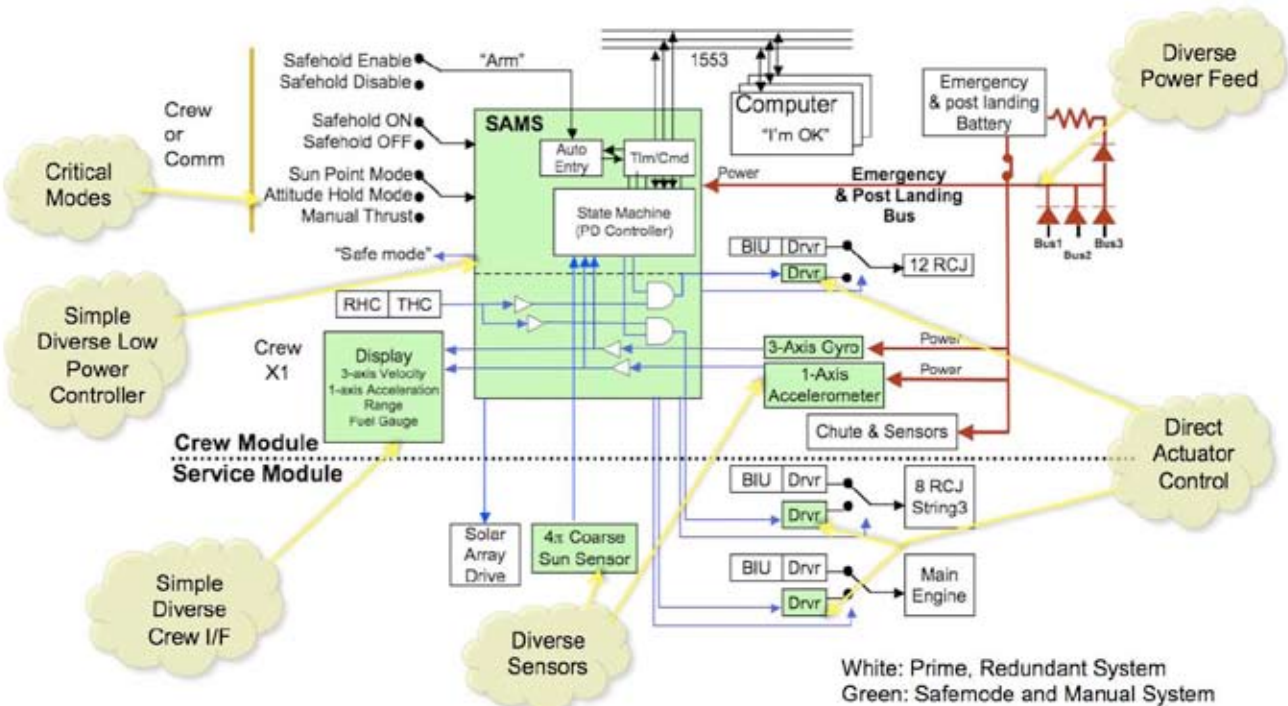 Safehold Enable
Safehold Disable
"Arm"
1553
Diverse
Power Feed
Crew
or
Comm
Safehold ON
Safehold OFF
SAMS
Auto
Entry
Tlm/Cmd
Computer
"I'm OK"
Emergency
& post landing
Battery
Critical
Modes
Sun Point Mode
Attitude Hold Mode
Manual Thrust
State Machine
(PD Controller)
Power
Emergency
& Post Landing
Bus
Bus1
Bus2
Bus3
"Safe mode"
BIU
Drvr
Drvr
12 RCJ
Simple
Diverse Low
Power
Controller
RHC
THC
Crew
X1
Display
3-axis Velocity
1-axis Acceleration
Range
Fuel Gauge
3-Axis Gyro
Power
1-Axis
Accelerometer
Power
Chute & Sensors
Direct
Actuator
Control
Crew Module
Service Module
BIU
Drvr
Drvr
8 RCJ
String3
Solar
Array
Drive
4π Coarse
Sun Sensor
BIU
Drvr
Drvr
Main
Engine
Simple
Diverse
Crew I/F
Diverse
Sensors
White: Prime, Redundant System
Green: Safemode and Manual System